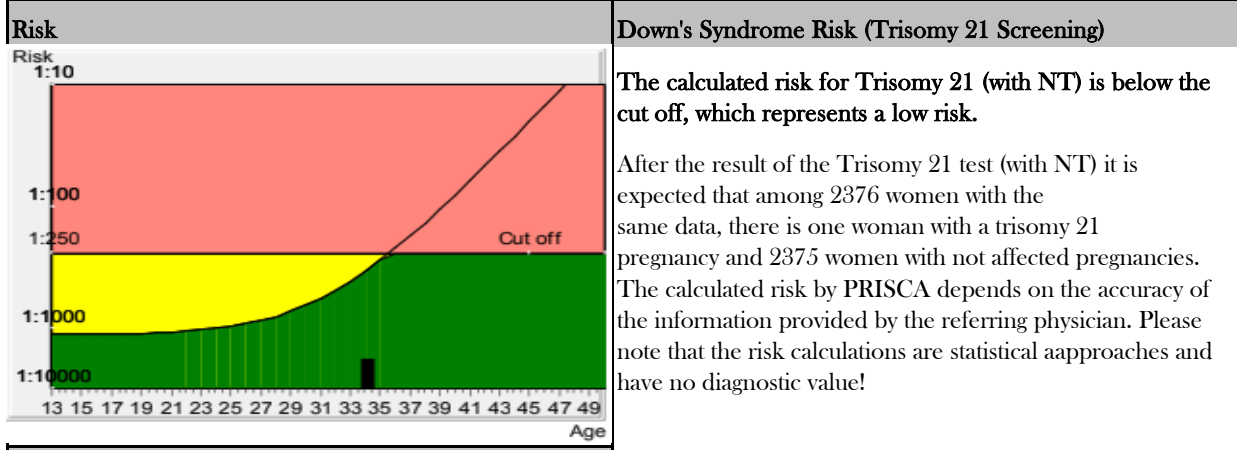 Risk
Down's Syndrome Risk (Trisomy 21 Screening)
Risk
1:10
1:100
1:250
Cut off
1:1000
1:10000
13 15 17 19 21 23 25 27 29 31 33 35 37 39 41 43 45 47 49
Age
The calculated risk for Trisomy 21 (with NT) is below the
cut off, which represents a low risk.
After the result of the Trisomy 21 test (with NT) it is
expected that among 2376 women with the
same data, there is one woman with a trisomy 21
pregnancy and 2375 women with not affected pregnancies.
The calculated risk by PRISCA depends on the accuracy of
the information provided by the referring physician. Please
note that the risk calculations are statistical aapproaches and
have no diagnostic value!